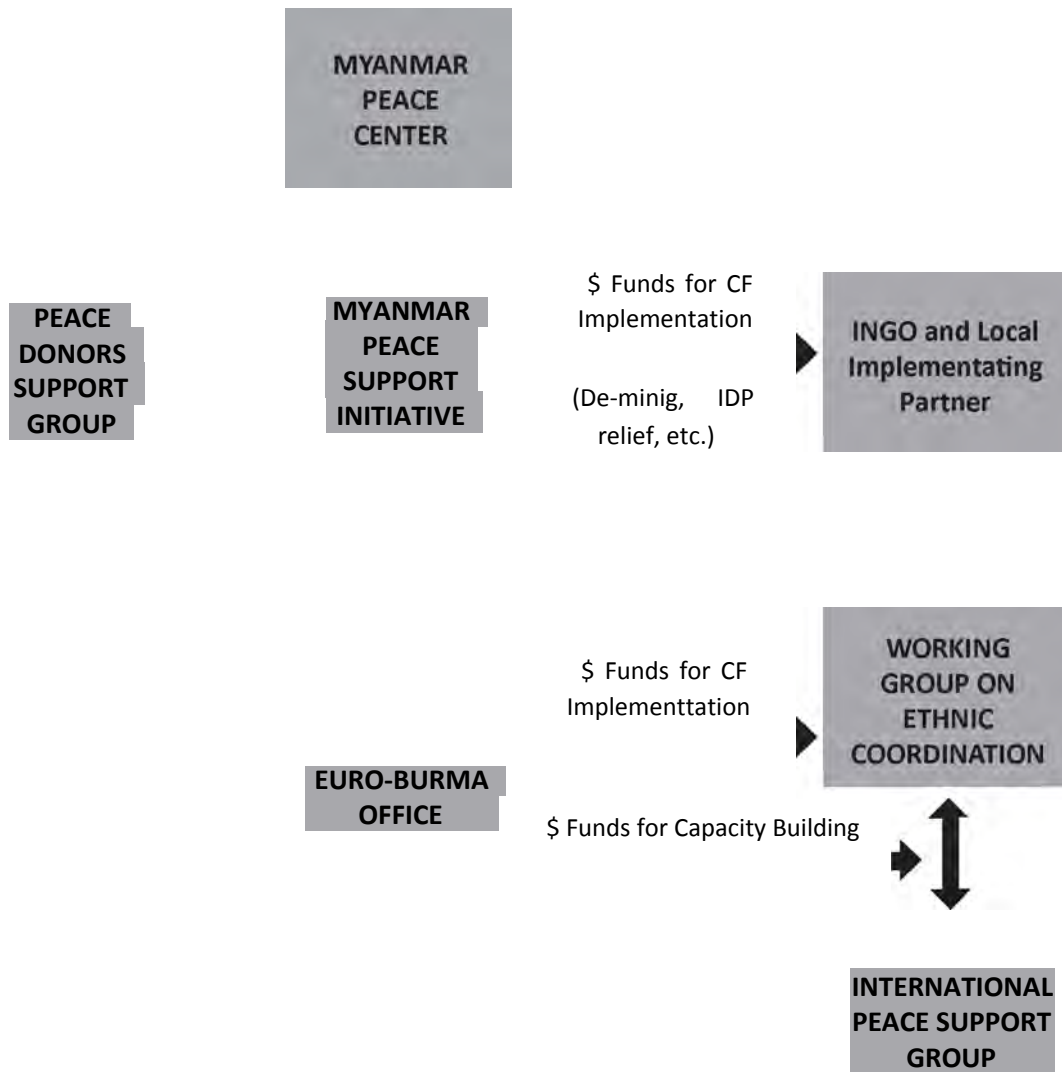 MYANMAR
PEACE
CENTER
PEACE
DONORS
SUPPORT
GROUP
MYANMAR
PEACE
SUPPORT
INITIATIVE
$ Funds for CF
Implementation
(De-minig, IDP
relief, etc.)
INGO and Local
Implementating
Partner
$ Funds for CF
Implementtation
WORKING
GROUP ON
ETHNIC
COORDINATION
EURO-BURMA
OFFICE
$ Funds for Capacity Building
INTERNATIONAL
PEACE SUPPORT
GROUP